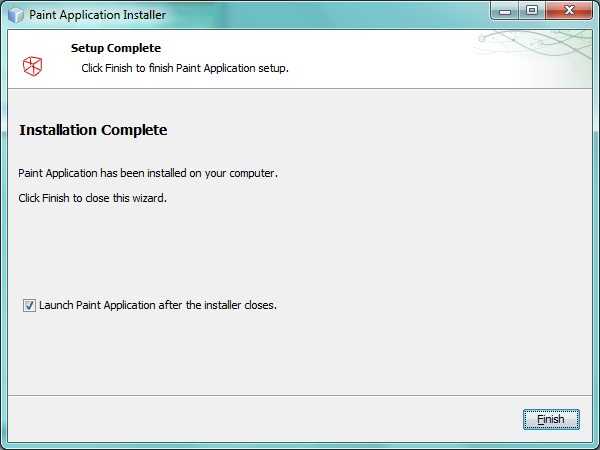 Paint Application Installer
Setup Complete
Click Finish to finish Paint Application setup.
Installation Complete
Paint Application has been installed on your computer.
Click Finish to close this wizard.
Launch Paint Application after the installer closes.
Finish